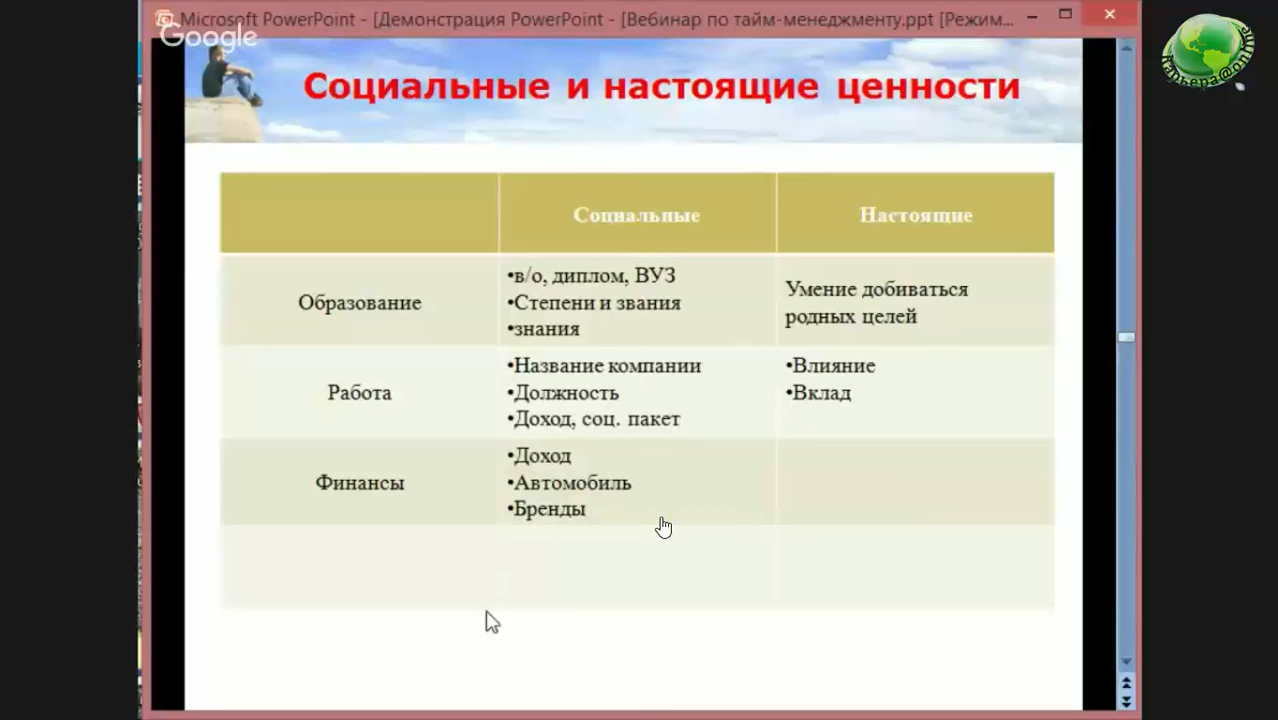 Microsoft PowerPoint - [Демонстрация PowerPoint - [Вебинар по тайм-менеджменту.ppt [Режим...
Google
карьера@online
Социальные и настоящие ценности
Социальные
Настоящие
Образование
•в/о, диплом, ВУЗ
•Степени и звания
•знания
Умение добиваться
родных целей
Работа
•Название компании
•Должность
•Доход, соц. пакет
•Влияние
•Вклад
Финансы
•Доход
•Автомобиль
•Бренды